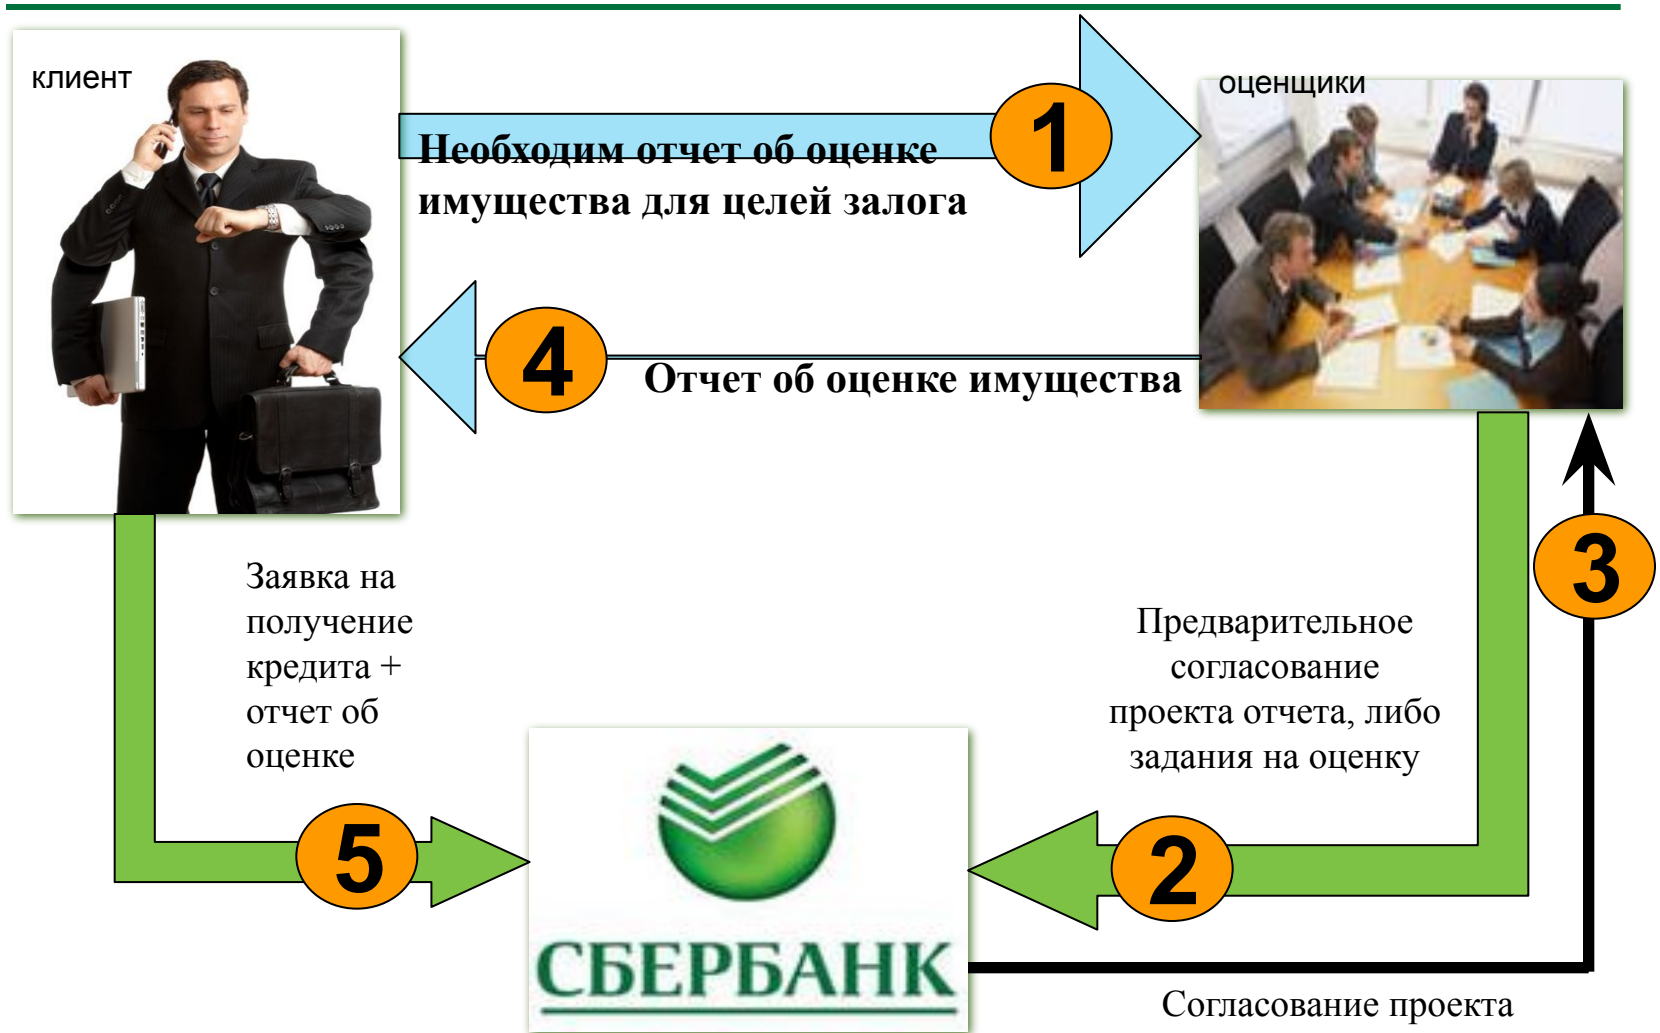 клиент
оценщики
1
Необходим отчет об оценке
имущества для целей залога
4
Отчет об оценке имущества
3
Заявка на
получение
кредита +
отчет об
оценке
Предварительное
согласование
проекта отчета, либо
задания на оценку
5
2
СБЕРБАНК
Согласование проекта